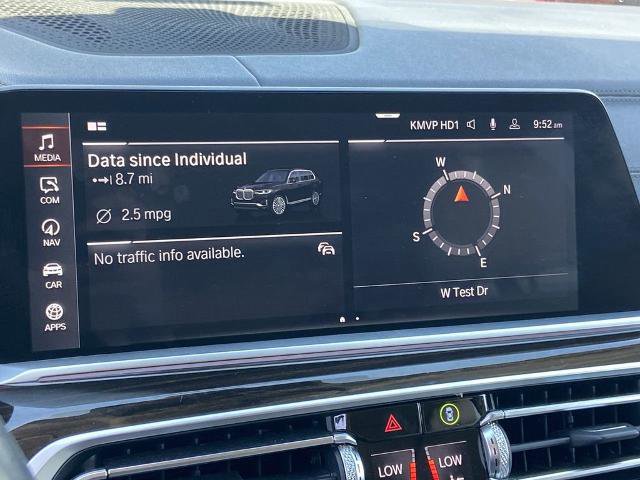 KMVP HD1 9:52 am
MEDIA
COM
NAV
CAR
APPS
Data since Individual
8.7 mi
2.5 mpg
No traffic info available.
W
N
S
E
W Test Dr
LOW LOW